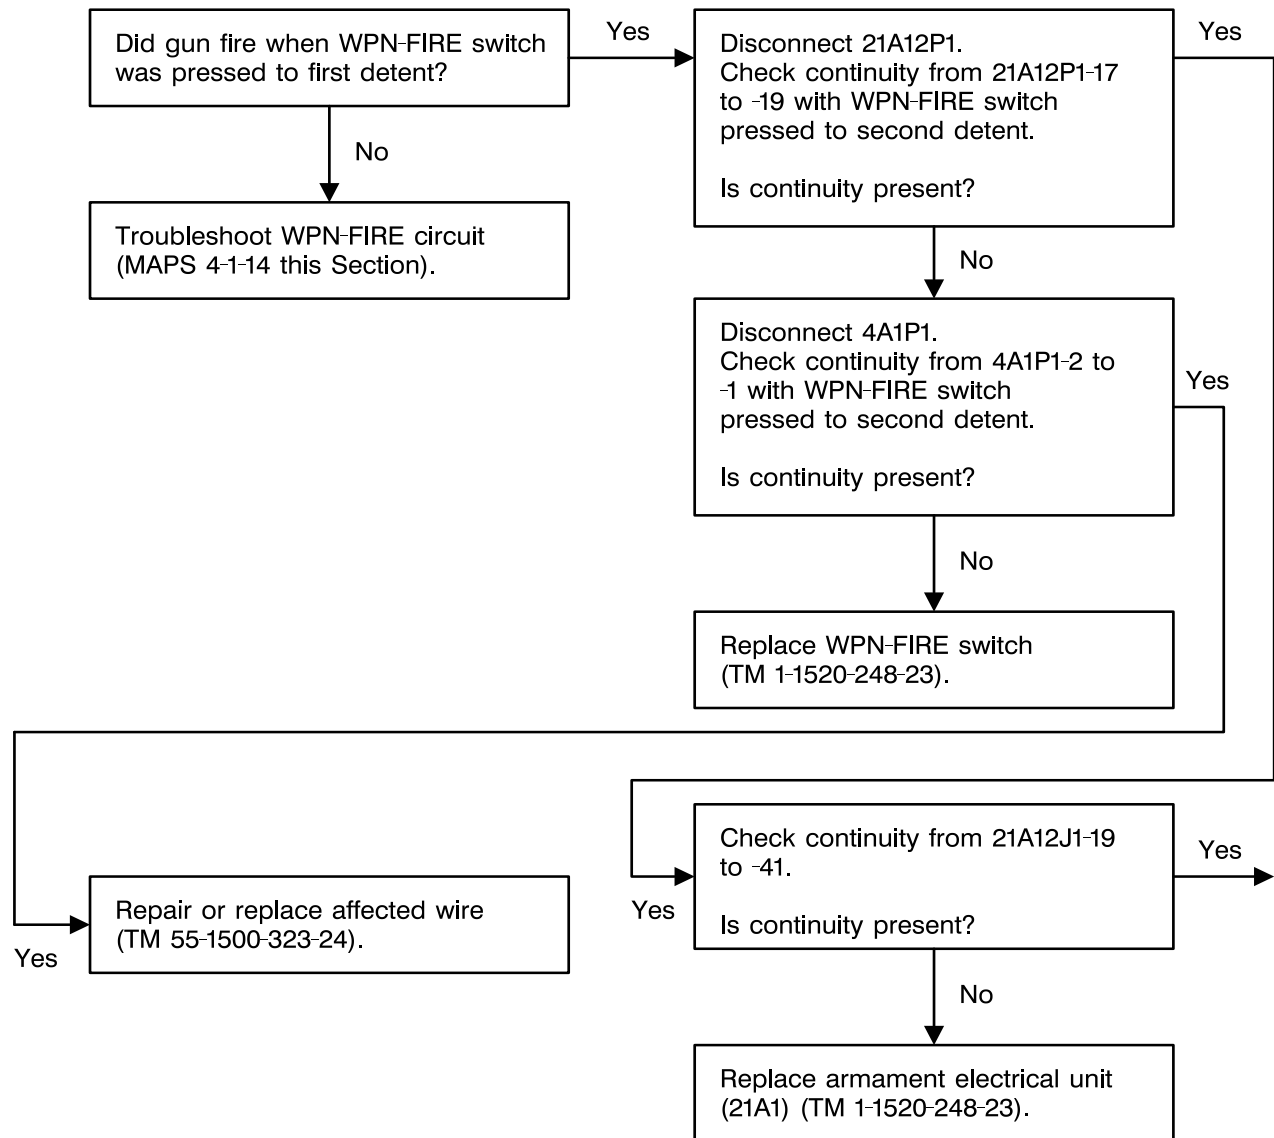 Did gun fire when WPN-FIRE switch
was pressed to first detent?
Yes
Disconnect 21A12P1.
Check continuity from 21A12P1-17
to -19 with WPN-FIRE switch
pressed to second detent.
Is continuity present?
Yes
No
Troubleshoot WPN-FIRE circuit
(MAPS 4-1-14 this Section).
No
Disconnect 4A1P1.
Check continuity from 4A1P1-2 to
-1 with WPN-FIRE switch
pressed to second detent.
Is continuity present?
Yes
No
Replace WPN-FIRE switch
(TM 1-1520-248-23).
Yes
Repair or replace affected wire
(TM 55-1500-323-24).
Yes
Check continuity from 21A12J1-19
to -41.
Is continuity present?
Yes
No
Replace armament electrical unit
(21A1) (TM 1-1520-248-23).